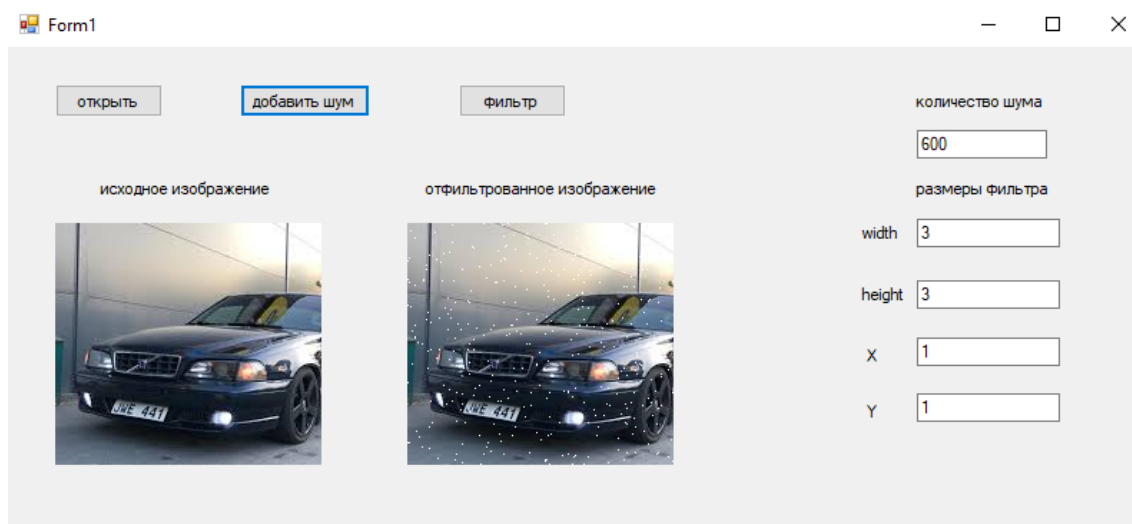 Form1
открыть
добавить шум
фильтр
количество шума
600
исходное изображение
отфильтрованное изображение
размеры фильтра
width
3
height
3
X
1
Y
1
JWE 441
JWE 441